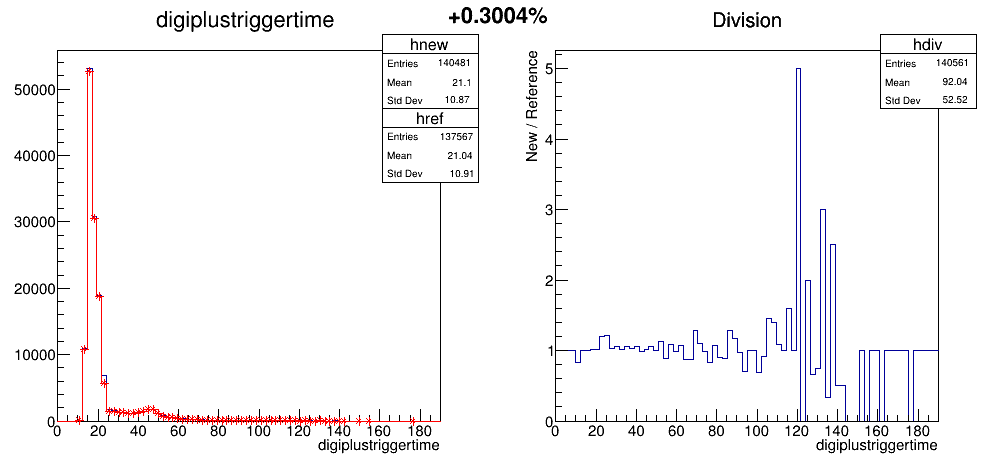 digiplustriggertime
+0.3004%
Division
hnew
Entries 140481
Mean 21.1
Std Dev 10.87
href
Entries 137567
Mean 21.04
Std Dev 10.91
50000
40000
30000
20000
10000
0
0 20 40 60 80 100 120 140 160 180
digiplustriggertime
hdiv
Entries 140561
Mean 92.04
Std Dev 52.52
New / Reference
5
4
3
2
1
0
0 20 40 60 80 100 120 140 160 180
digiplustriggertime